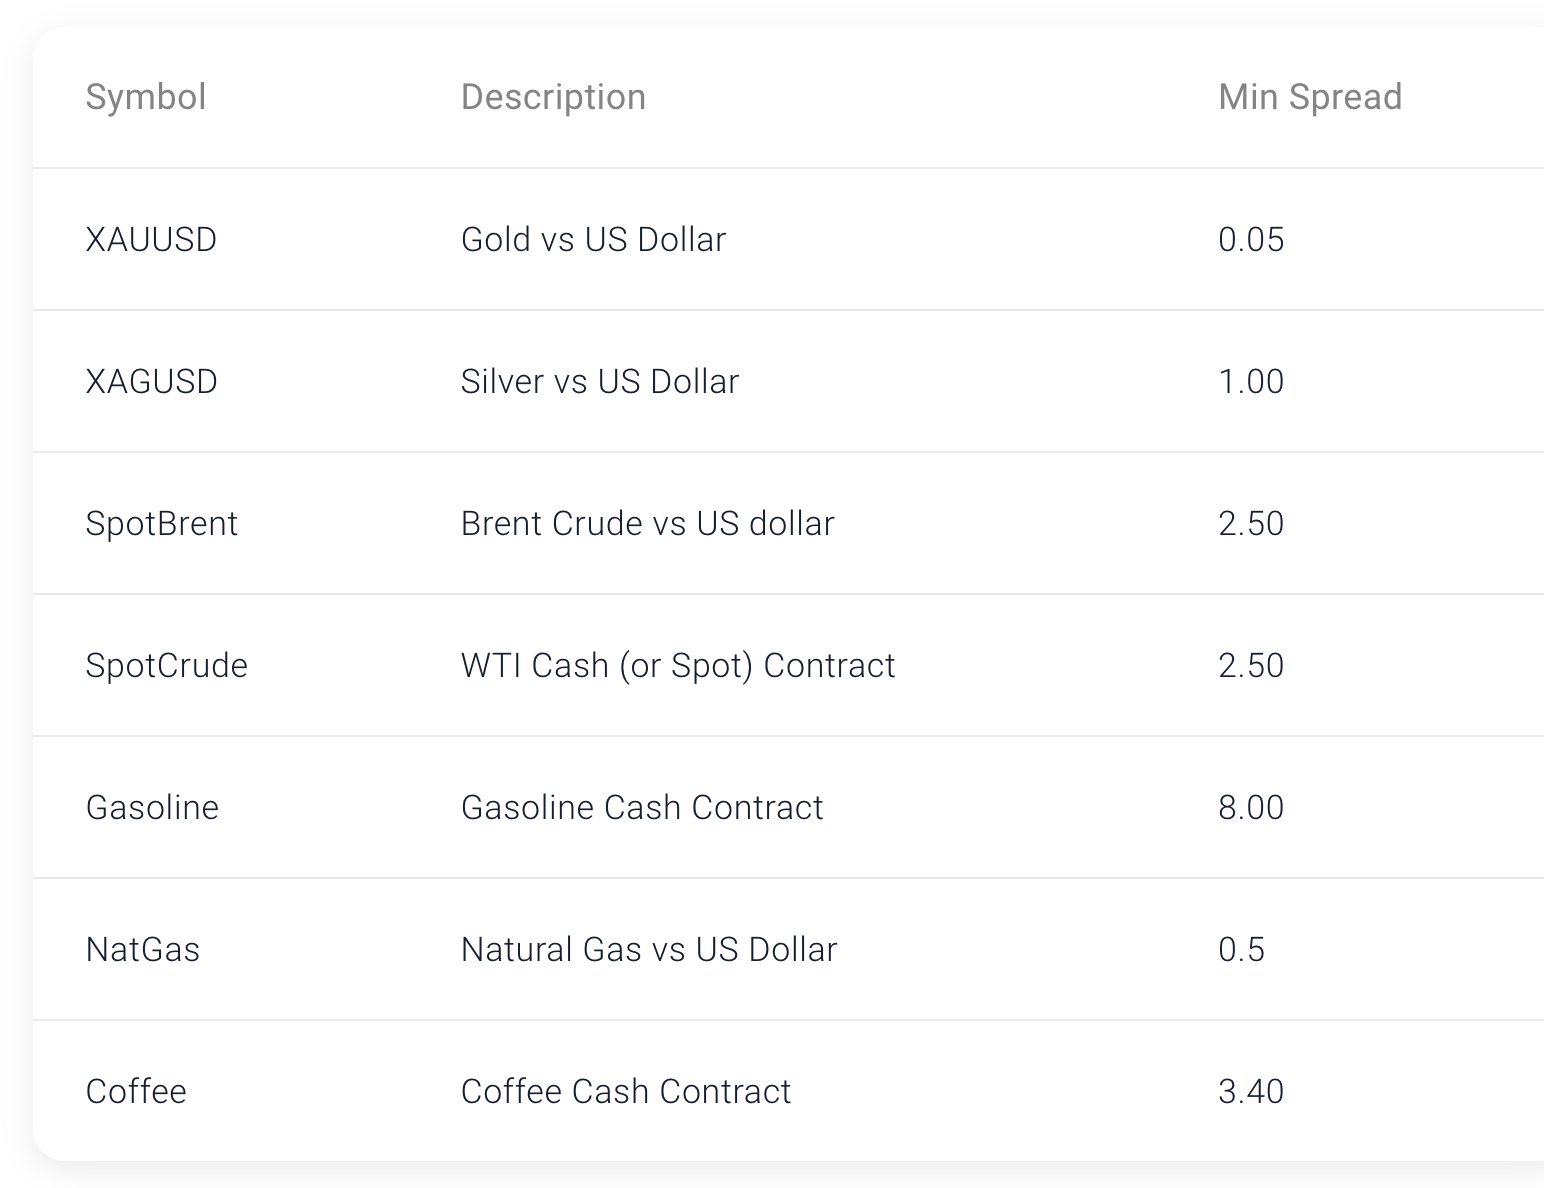 Symbol Description Min Spread
XAUUSD Gold vs US Dollar 0.05
XAGUSD Silver vs US Dollar 1.00
SpotBrent Brent Crude vs US dollar 2.50
SpotCrude WTI Cash (or Spot) Contract 2.50
Gasoline Gasoline Cash Contract 8.00
NatGas Natural Gas vs US Dollar 0.5
Coffee Coffee Cash Contract 3.40